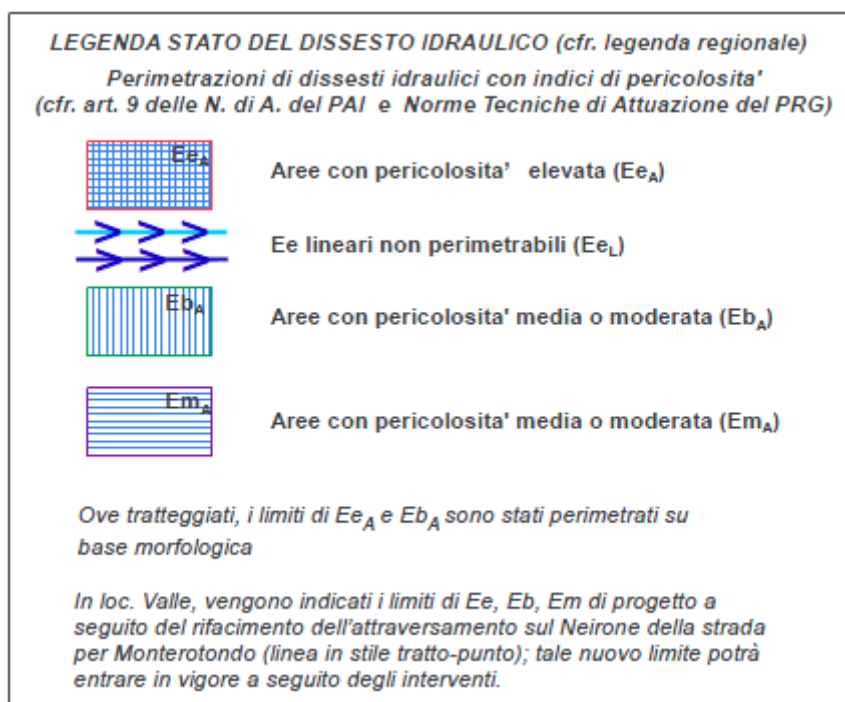 LEGENDA STATO DEL DISSESTO IDRAULICO (cfr. legenda regionale)
Perimetrazioni di dissesti idraulici con indici di pericolosita'
(cfr. art. 9 delle N. di A. del PAI e Norme Tecniche di Attuazione del PRG)
EeA
Aree con pericolosita' elevata (EeA)
Ee lineari non perimetrabili (EeL)
EbA
Aree con pericolosita' media o moderata (EbA)
EmA
Aree con pericolosita' media o moderata (EmA)
Ove tratteggiati, i limiti di EeA e EbA sono stati perimetrati su
base morfologica
In loc. Valle, vengono indicati i limiti di Ee, Eb, Em di progetto a
seguito del rifacimento dell'attraversamento sul Neirone della strada
per Monterotondo (linea in stile tratto-punto); tale nuovo limite potrà
entrare in vigore a seguito degli interventi.